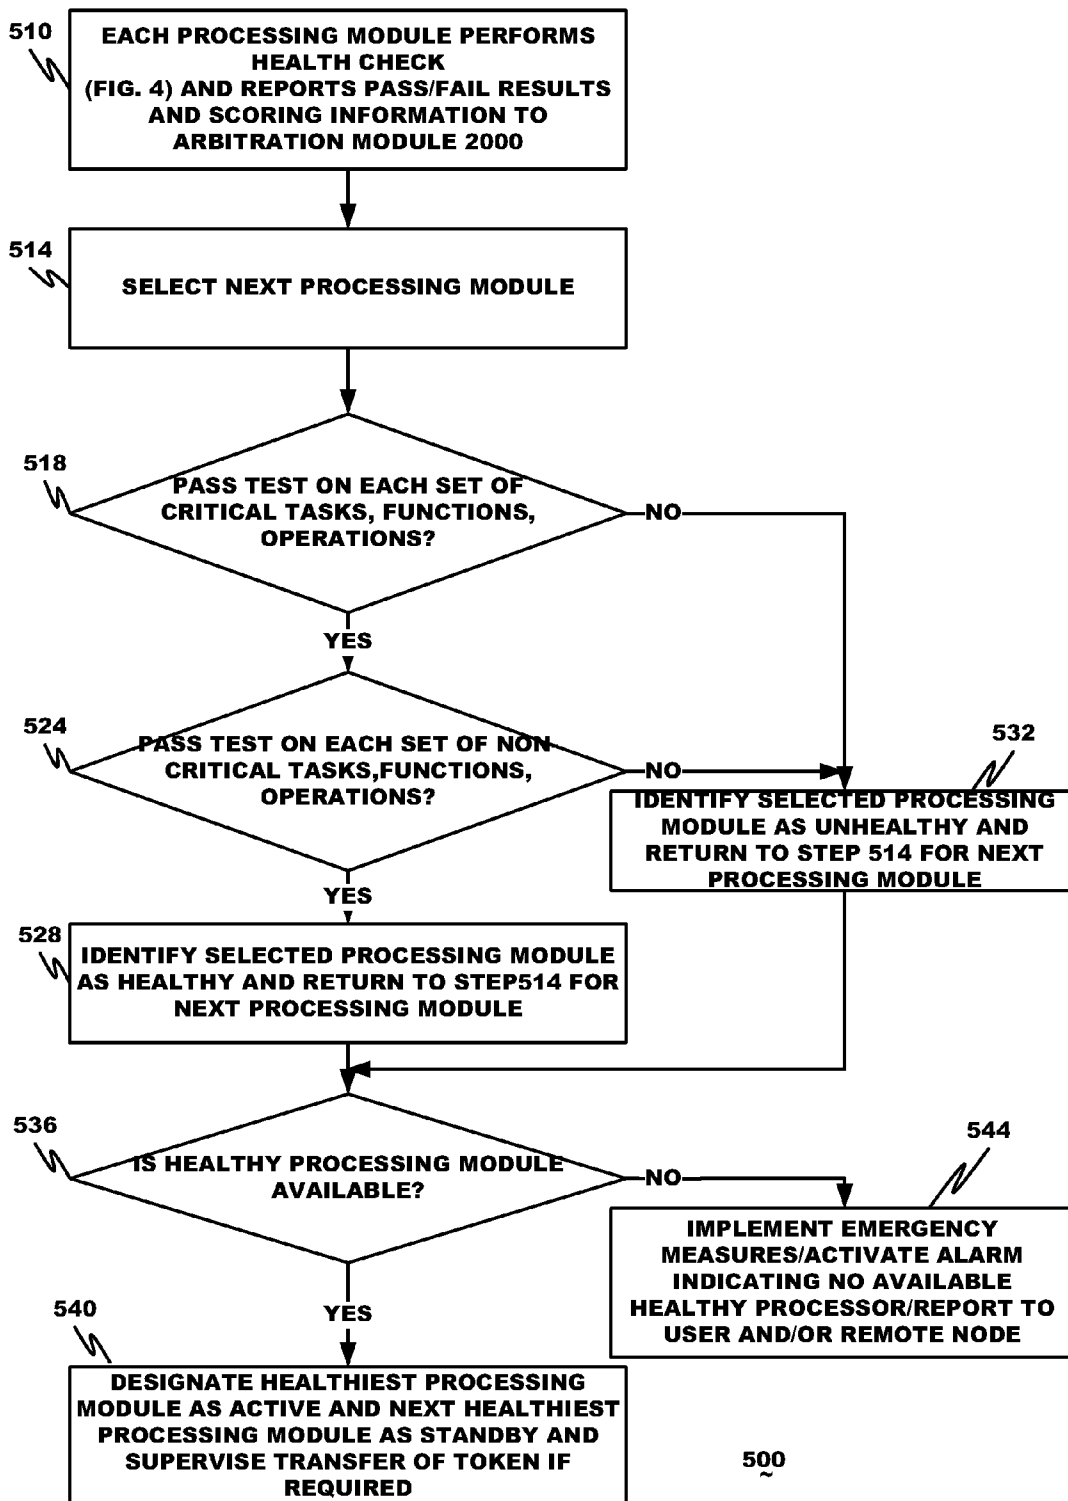 510
EACH PROCESSING MODULE PERFORMS
HEALTH CHECK
(FIG. 4) AND REPORTS PASS/FAIL RESULTS
AND SCORING INFORMATION TO
ARBITRATION MODULE 2000
514
SELECT NEXT PROCESSING MODULE
518
PASS TEST ON EACH SET OF
CRITICAL TASKS, FUNCTIONS,
OPERATIONS?
NO
YES
524
PASS TEST ON EACH SET OF NON
CRITICAL TASKS,FUNCTIONS,
OPERATIONS?
NO
532
IDENTIFY SELECTED PROCESSING
MODULE AS UNHEALTHY AND
RETURN TO STEP 514 FOR NEXT
PROCESSING MODULE
YES
528
IDENTIFY SELECTED PROCESSING MODULE
AS HEALTHY AND RETURN TO STEP514 FOR
NEXT PROCESSING MODULE
536
IS HEALTHY PROCESSING MODULE
AVAILABLE?
NO
544
IMPLEMENT EMERGENCY
MEASURES/ACTIVATE ALARM
INDICATING NO AVAILABLE
HEALTHY PROCESSOR/REPORT TO
USER AND/OR REMOTE NODE
YES
540
DESIGNATE HEALTHIEST PROCESSING
MODULE AS ACTIVE AND NEXT HEALTHIEST
PROCESSING MODULE AS STANDBY AND
SUPERVISE TRANSFER OF TOKEN IF
REQUIRED
500